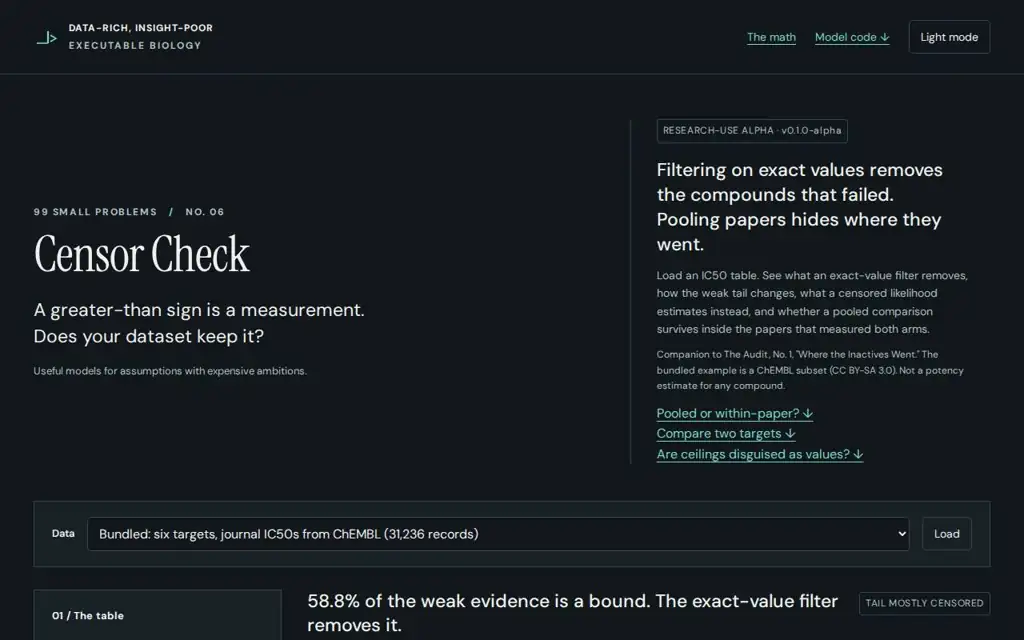 DATA-RICH, INSIGHT-POOR
EXECUTABLE BIOLOGY
The math
Model code ↓
Light mode
99 SMALL PROBLEMS / NO. 06
Censor Check
A greater-than sign is a measurement.
Does your dataset keep it?
Useful models for assumptions with expensive ambitions.
RESEARCH-USE ALPHA · v0.1.0-alpha
Filtering on exact values removes
the compounds that failed.
Pooling papers hides where they
went.
Load an IC50 table. See what an exact-value filter removes,
how the weak tail changes, what a censored likelihood
estimates instead, and whether a pooled comparison
survives inside the papers that measured both arms.
Companion to The Audit, No. 1, "Where the Inactives Went." The
bundled example is a ChEMBL subset (CC BY-SA 3.0). Not a potency
estimate for any compound.
Pooled or within-paper? ↓
Compare two targets ↓
Are ceilings disguised as values? ↓
Data
Bundled: six targets, journal IC50s from ChEMBL (31,236 records)
Load
01 / The table
58.8% of the weak evidence is a bound. The exact-value filter
removes it.
TAIL MOSTLY CENSORED